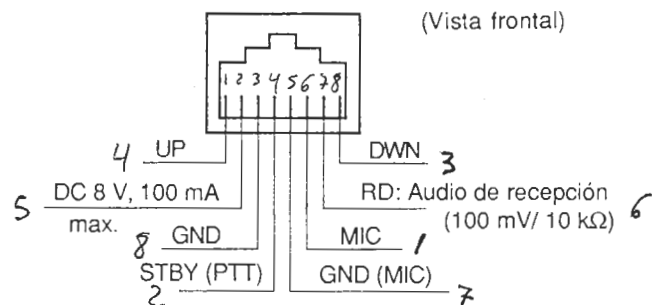 (Vista frontal)
1 2 3 4 5 6 7 8
4 UP DWN 3
5 DC 8 V, 100 mA max. RD: Audio de recepción 6
(100 mV/ 10 kΩ)
8 GND MIC 1
STBY (PTT) GND (MIC)
2 7